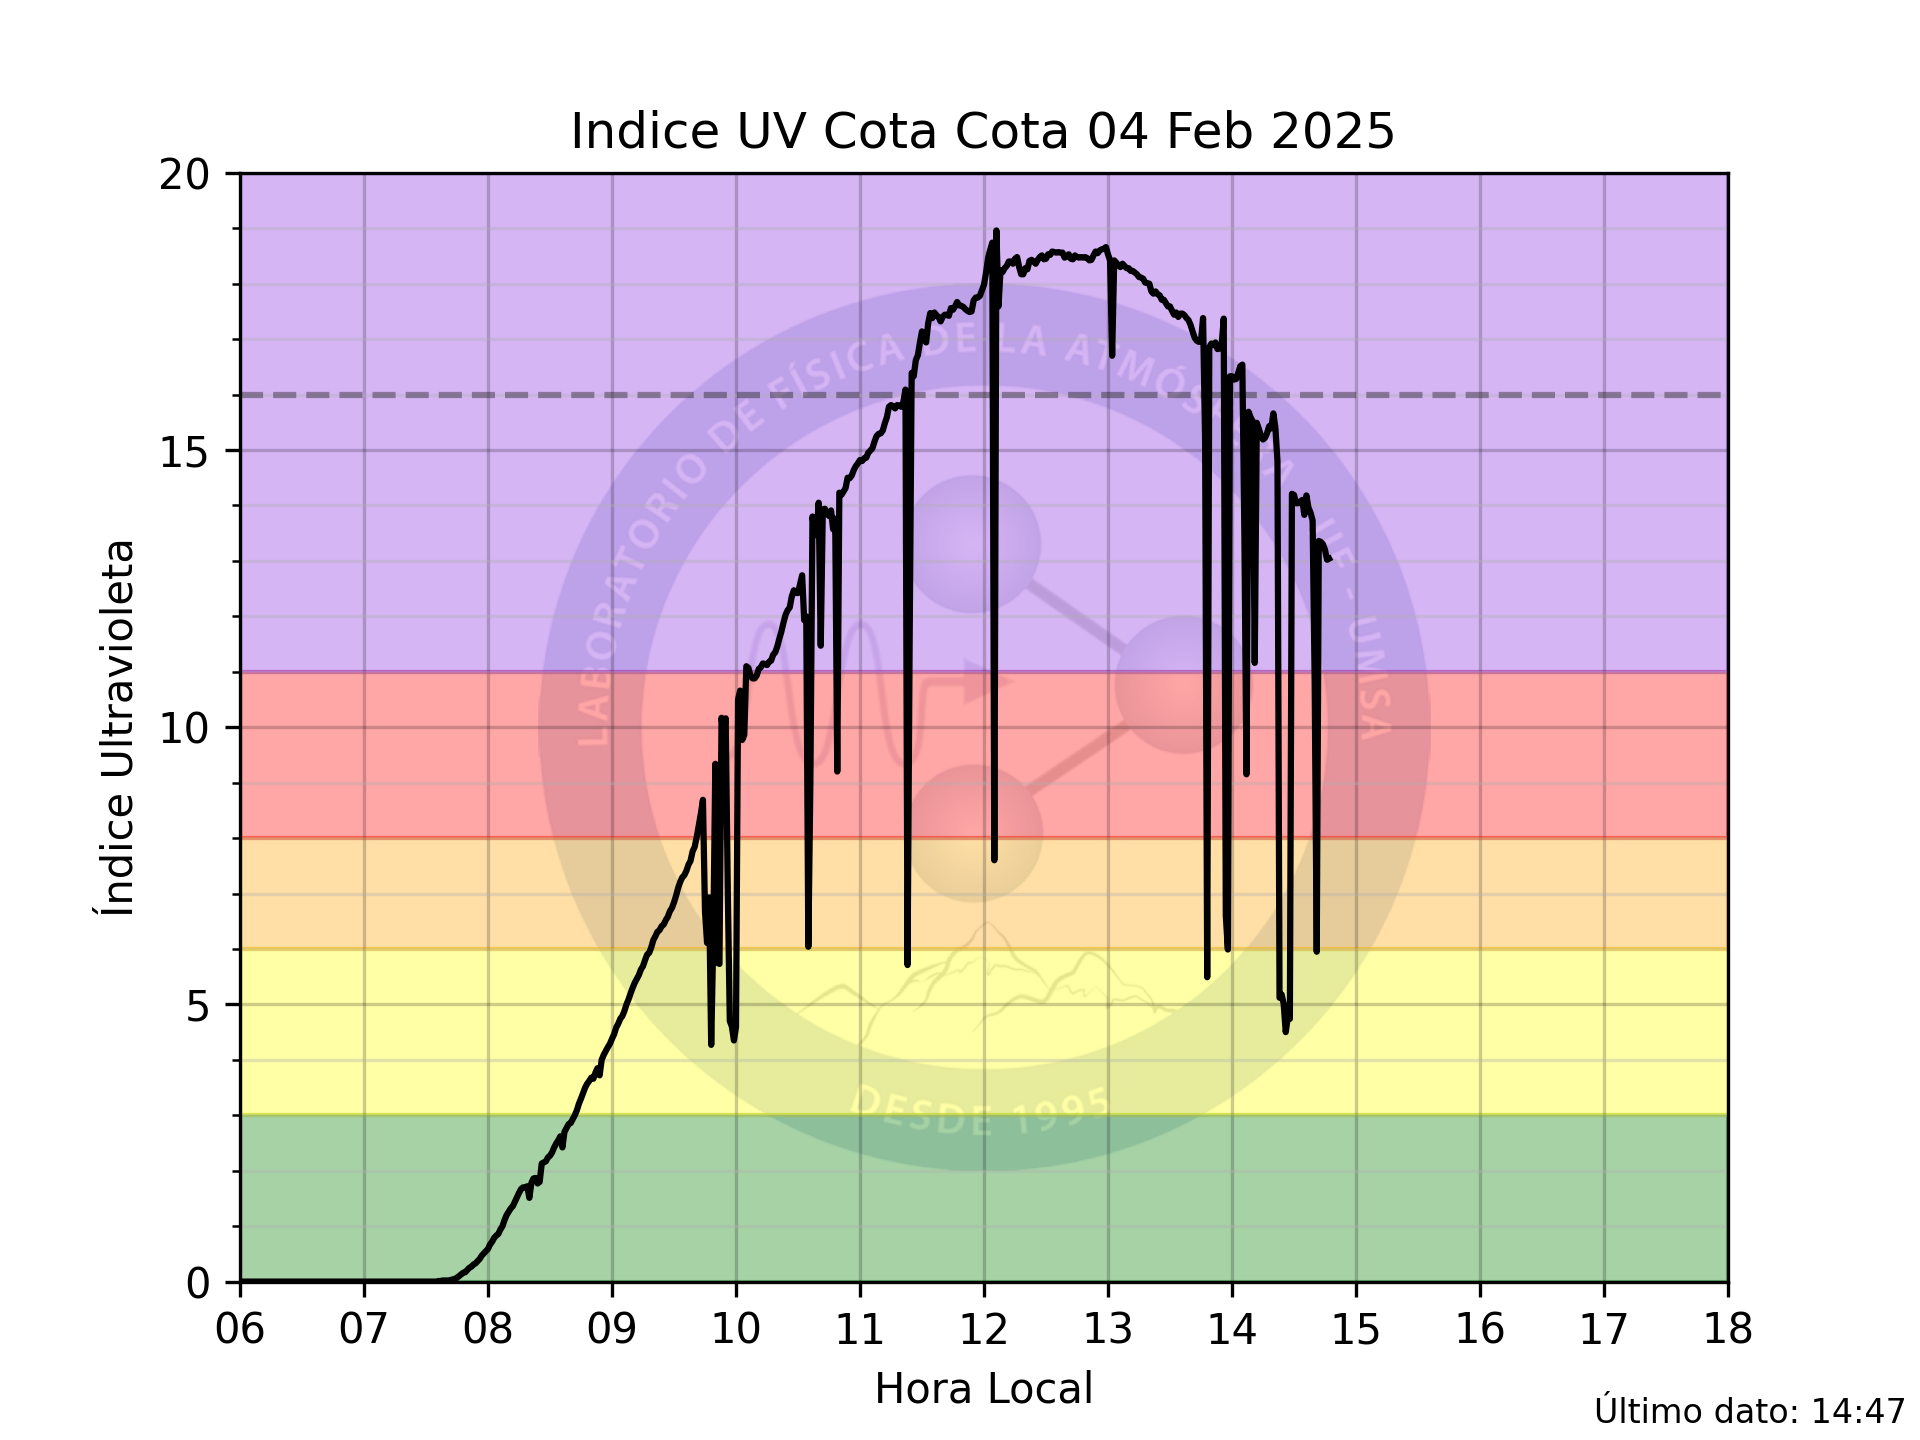 Indice UV Cota Cota 04 Feb 2025
20
15
10
5
0
Índice Ultravioleta
LABORATORIO DE FÍSICA DE LA ATMÓS IIF - UMSA
DESDE 1995
06 07 08 09 10 11 12 13 14 15 16 17 18
Hora Local
Último dato: 14:47